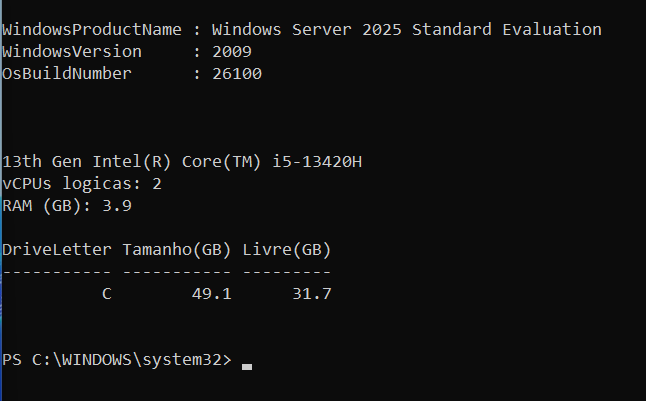 WindowsProductName : Windows Server 2025 Standard Evaluation
WindowsVersion     : 2009
OsBuildNumber      : 26100
13th Gen Intel(R) Core(TM) i5-13420H
vCPUs logicas: 2
RAM (GB): 3.9
DriveLetter Tamanho(GB) Livre(GB)
----------- ----------- ---------
          C        49.1      31.7
PS C:\WINDOWS\system32>